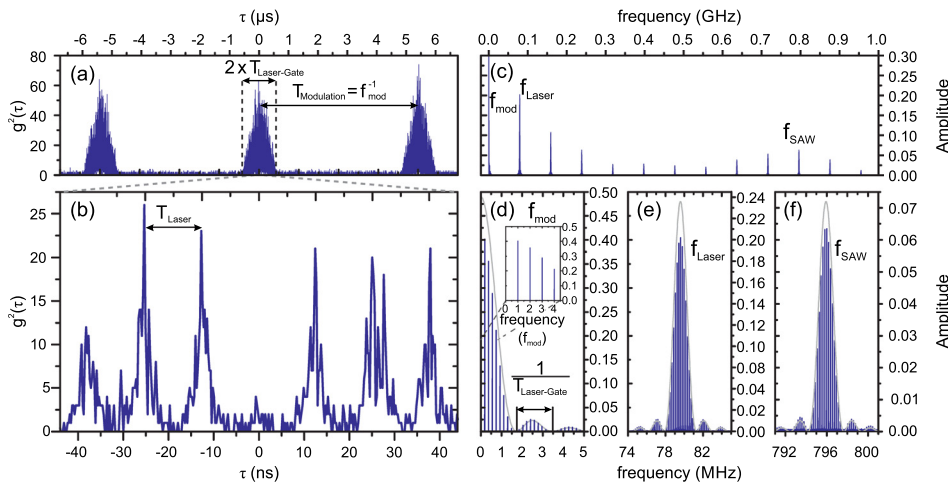 τ (μs)
-6 -5 -4 -3 -2 -1 0 1 2 3 4 5 6
frequency (GHz)
0.0 0.1 0.2 0.3 0.4 0.5 0.6 0.7 0.8 0.9 1.0
(a)
2 x T_Laser-Gate
T_Modulation = f_mod^-1
g²(τ)
80
60
40
20
0
(c)
f_mod
f_Laser
f_SAW
0.30
0.25
0.20
0.15
0.10
0.05
0.00
Amplitude
(b)
T_Laser
g²(τ)
25
20
15
10
5
0
-40 -30 -20 -10 0 10 20 30 40
τ (ns)
(d)
f_mod
0.5
0.4
0.3
0.2
0.1
0.0
0 1 2 3 4
frequency
(f_mod)
1
T_Laser-Gate
0.50
0.45
0.40
0.35
0.30
0.25
0.20
0.15
0.10
0.05
0.00
0 1 2 3 4 5
(e)
f_Laser
0.24
0.22
0.20
0.18
0.16
0.14
0.12
0.10
0.08
0.06
0.04
0.02
0.00
74 78 82
(f)
f_SAW
0.07
0.06
0.05
0.04
0.03
0.02
0.01
0.00
Amplitude
792 796 800
frequency (MHz)